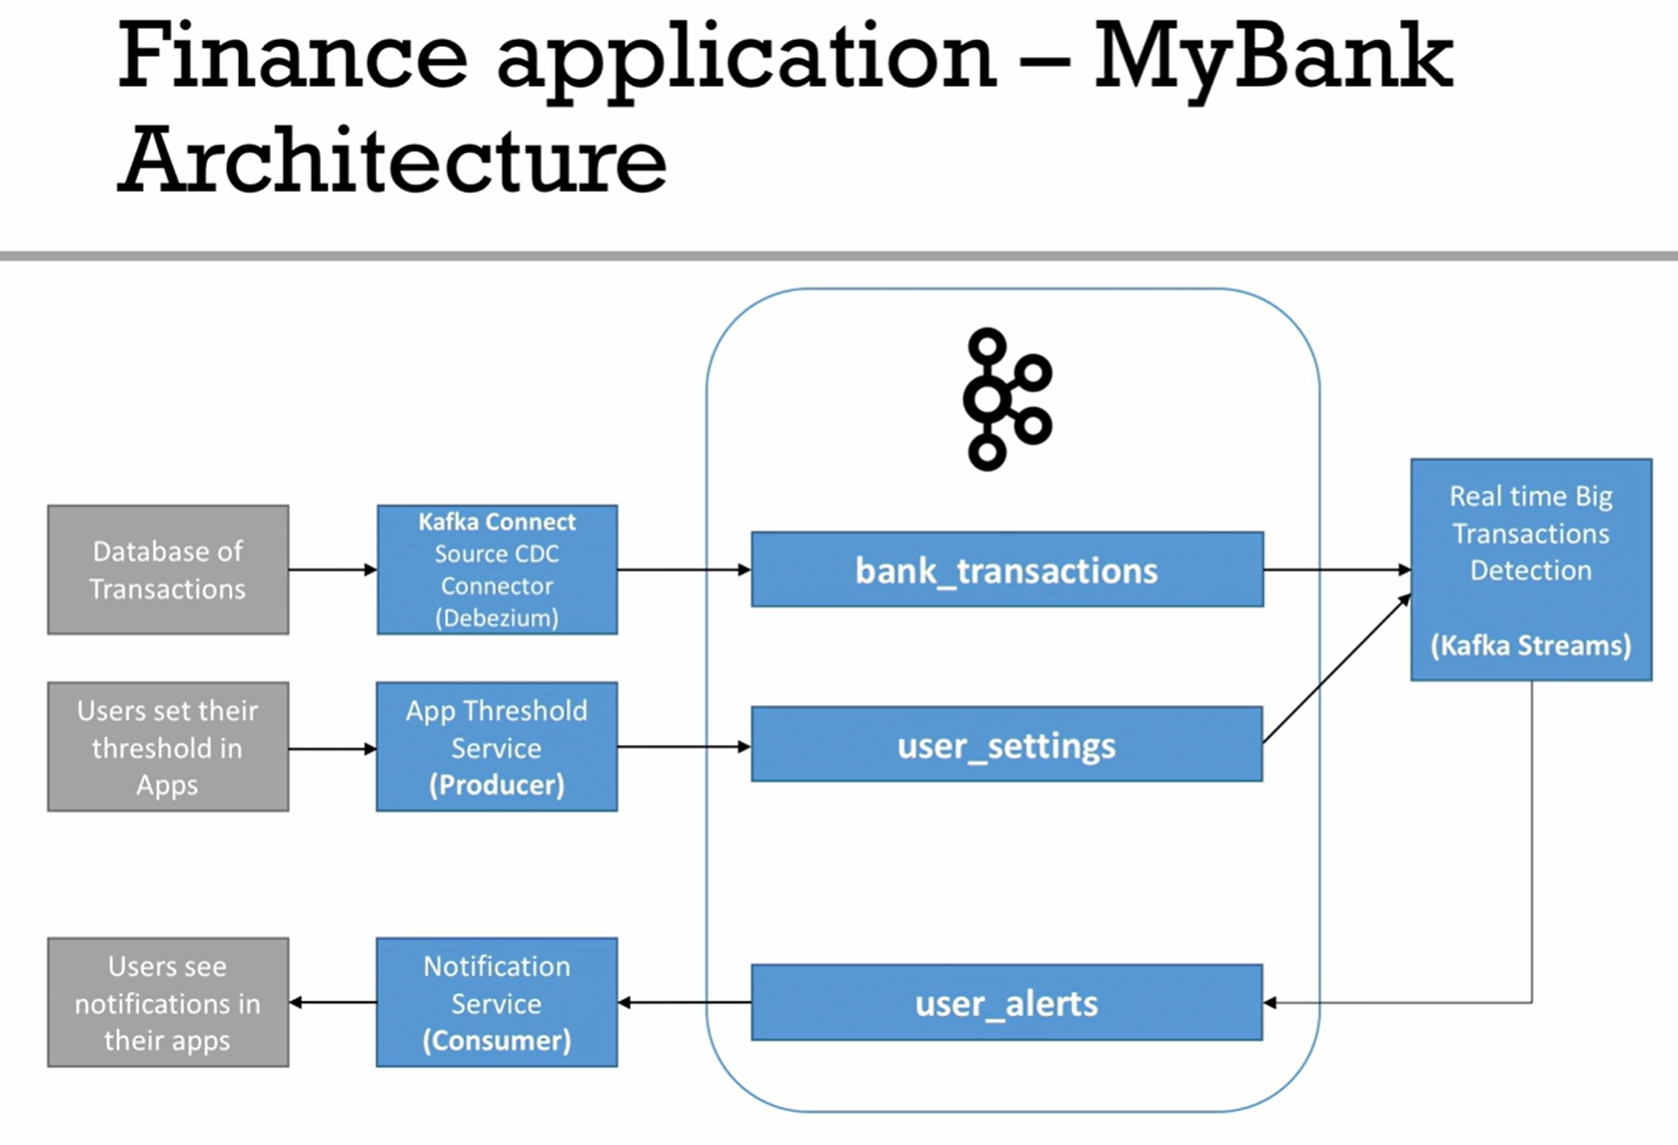 Finance application – MyBank
Architecture
Database of
Transactions
Kafka Connect
Source CDC
Connector
(Debezium)
bank_transactions
Real time Big
Transactions
Detection
(Kafka Streams)
Users set their
threshold in
Apps
App Threshold
Service
(Producer)
user_settings
Users see
notifications in
their apps
Notification
Service
(Consumer)
user_alerts